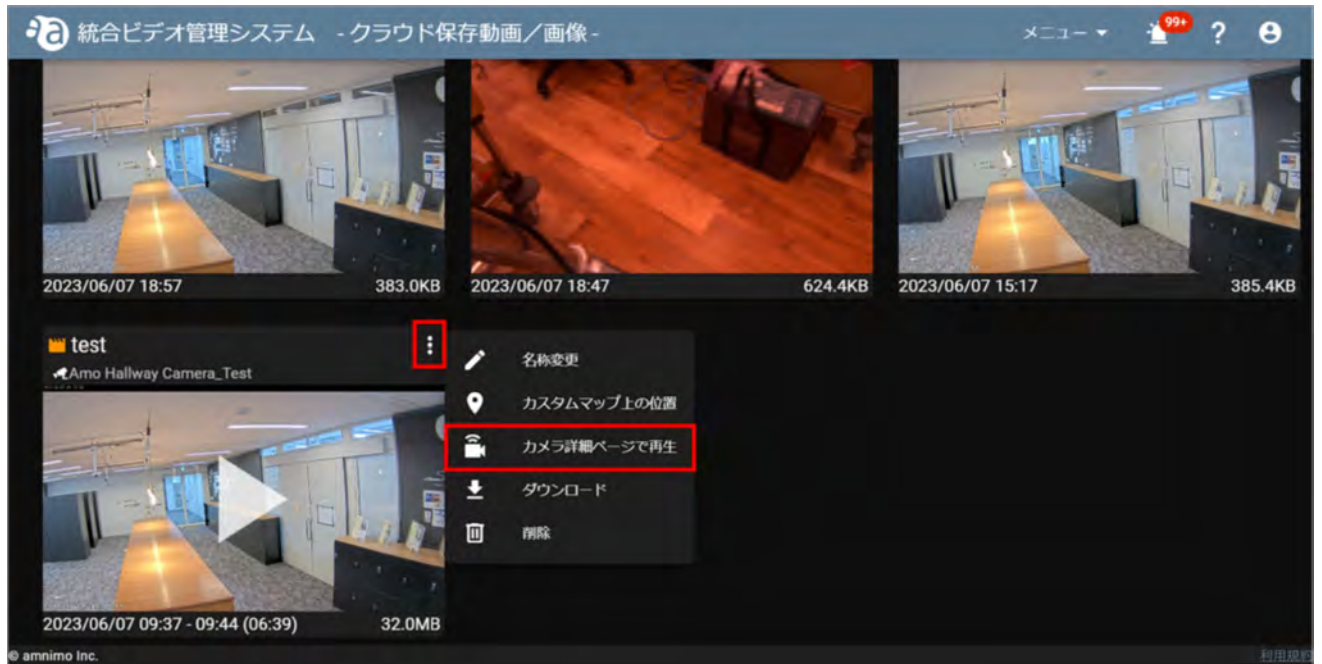 統合ビデオ管理システム - クラウド保存動画／画像 -
メニュー
99+
?
2023/06/07 18:57 383.0KB
2023/06/07 18:47 624.4KB
2023/06/07 15:17 385.4KB
test
Amo Hallway Camera_Test
名称変更
カスタムマップ上の位置
カメラ詳細ページで再生
ダウンロード
削除
2023/06/07 09:37 - 09:44 (06:39) 32.0MB
© amnimo Inc.
利用規約